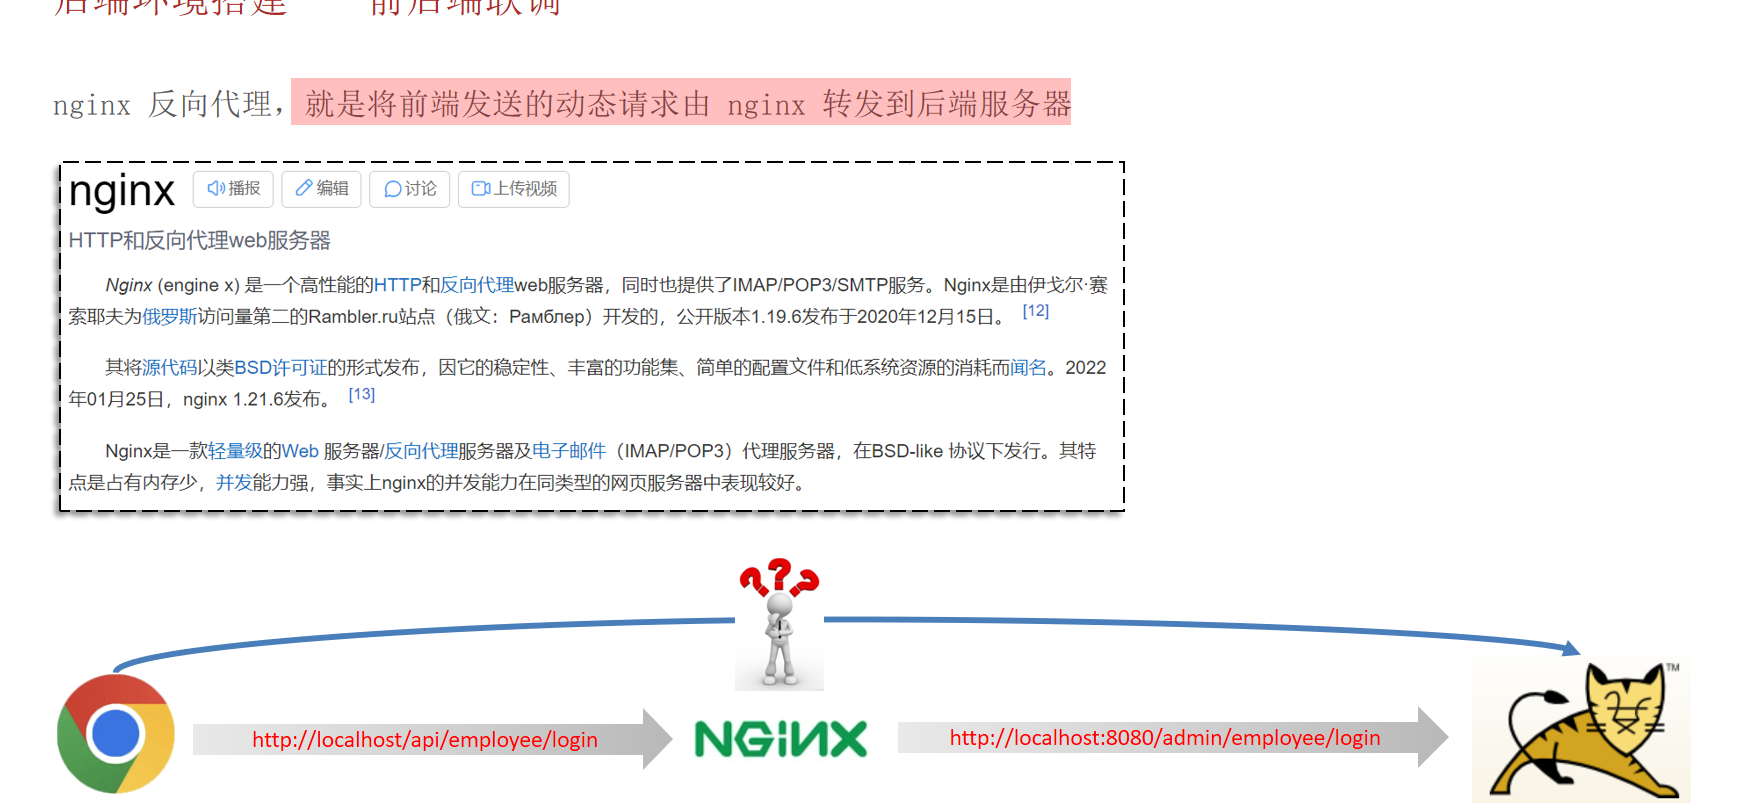 后端环境搭建 前后端联调
nginx 反向代理，就是将前端发送的动态请求由 nginx 转发到后端服务器
nginx 播报 编辑 讨论 上传视频
HTTP和反向代理web服务器
Nginx (engine x) 是一个高性能的HTTP和反向代理web服务器，同时也提供了IMAP/POP3/SMTP服务。Nginx是由伊戈尔·赛
索耶夫为俄罗斯访问量第二的Rambler.ru站点（俄文：Рамблер）开发的，公开版本1.19.6发布于2020年12月15日。 [12]
其将源代码以类BSD许可证的形式发布，因它的稳定性、丰富的功能集、简单的配置文件和低系统资源的消耗而闻名。2022
年01月25日，nginx 1.21.6发布。 [13]
Nginx是一款轻量级的Web 服务器/反向代理服务器及电子邮件（IMAP/POP3）代理服务器，在BSD-like 协议下发行。其特
点是占有内存少，并发能力强，事实上nginx的并发能力在同类型的网页服务器中表现较好。
???
http://localhost/api/employee/login
NGiNX
http://localhost:8080/admin/employee/login
TM